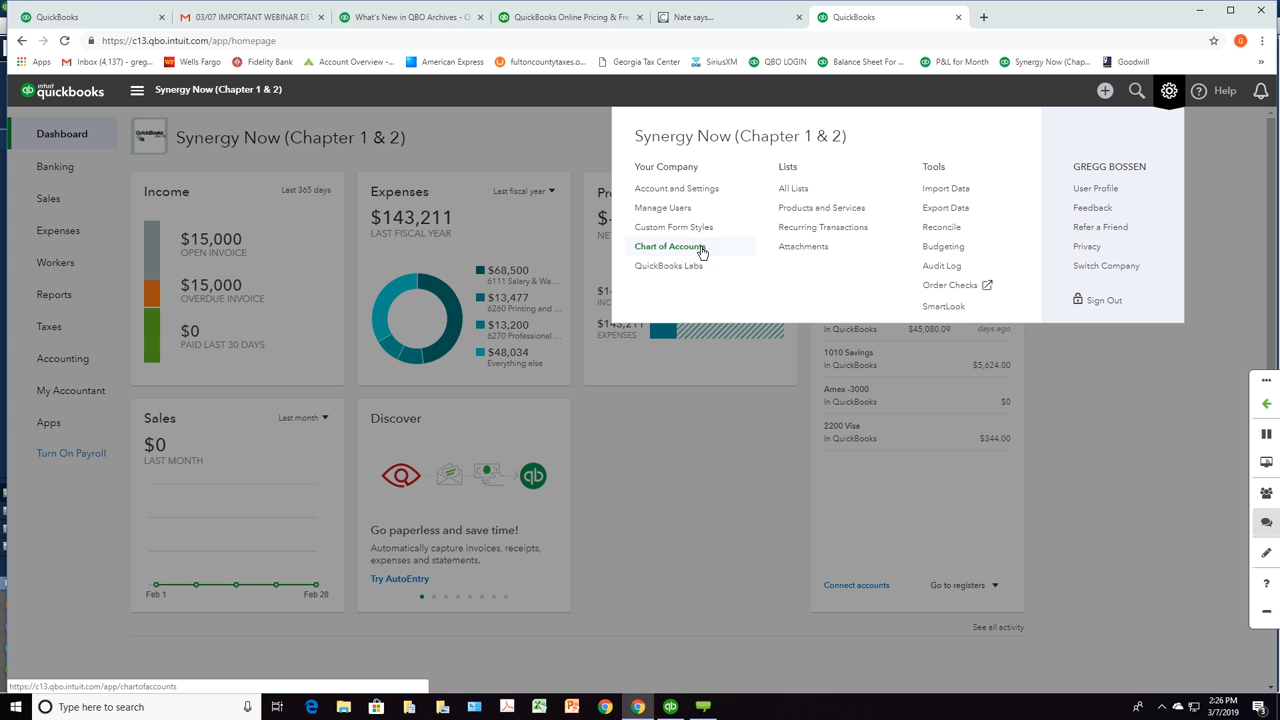 QuickBooks
03/07 IMPORTANT WEBINAR DE
What's New in QBO Archives - Q
QuickBooks Online Pricing & Fre
Nate says...
QuickBooks
https://c13.qbo.intuit.com/app/homepage
Apps
Inbox (4,137) - greg...
Wells Fargo
Fidelity Bank
Account Overview -...
American Express
fultoncountytaxes.o...
Georgia Tax Center
SiriusXM
QBO LOGIN
Balance Sheet For ...
P&L for Month
Synergy Now (Chap...
Goodwill
»
intuit quickbooks
Synergy Now (Chapter 1 & 2)
Help
Dashboard
Banking
Sales
Expenses
Workers
Reports
Taxes
Accounting
My Accountant
Apps
Turn On Payroll
QuickBooks
Synergy Now (Chapter 1 & 2)
Income
Last 365 days
$15,000
OPEN INVOICE
$15,000
OVERDUE INVOICE
$0
PAID LAST 30 DAYS
Expenses
Last fiscal year
$143,211
LAST FISCAL YEAR
$68,500
6111 Salary & Wa...
$13,477
6260 Printing and ...
$13,200
6270 Professional ...
$48,034
Everything else
$143,211
EXPENSES
Synergy Now (Chapter 1 & 2)
Your Company
Account and Settings
Manage Users
Custom Form Styles
Chart of Accounts
QuickBooks Labs
Lists
All Lists
Products and Services
Recurring Transactions
Attachments
Tools
Import Data
Export Data
Reconcile
Budgeting
Audit Log
Order Checks
SmartLook
GREGG BOSSEN
User Profile
Feedback
Refer a Friend
Privacy
Switch Company
Sign Out
In QuickBooks $45,080.09 days ago
1010 Savings
In QuickBooks $5,624.00
Amex -3000
In QuickBooks $0
2200 Visa
In QuickBooks $344.00
Connect accounts
Go to registers
See all activity
Sales
Last month
$0
LAST MONTH
Feb 1
Feb 28
Discover
qb
Go paperless and save time!
Automatically capture invoices, receipts,
expenses and statements.
Try AutoEntry
https://c13.qbo.intuit.com/app/chartofaccounts
Type here to search
2:26 PM
3/7/2019